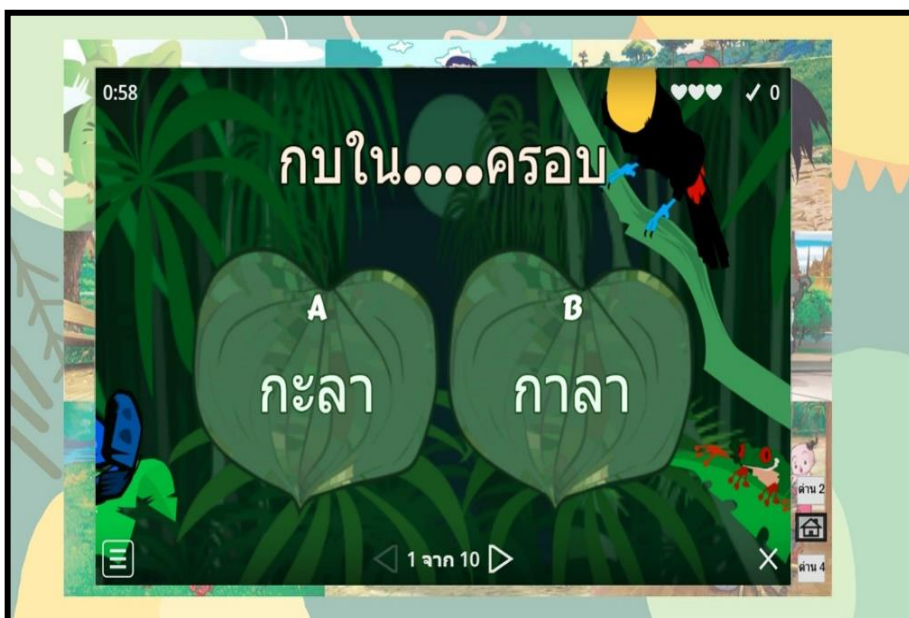 0:58
✓ 0
กบใน....ครอบ
A
กะลา
B
กาลา
ด่าน 2
1 จาก 10
ด่าน 4